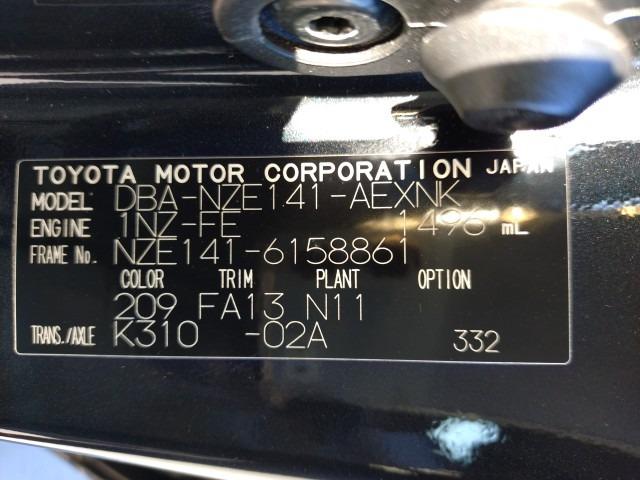 TOYOTA MOTOR CORPORATION JAPAN
MODEL DBA-NZE141-AEXNK
ENGINE 1NZ-FE 1496 mL
FRAME No. NZE141-6158861
COLOR TRIM PLANT OPTION
209 FA13 N11
TRANS./AXLE K310 -02A 332